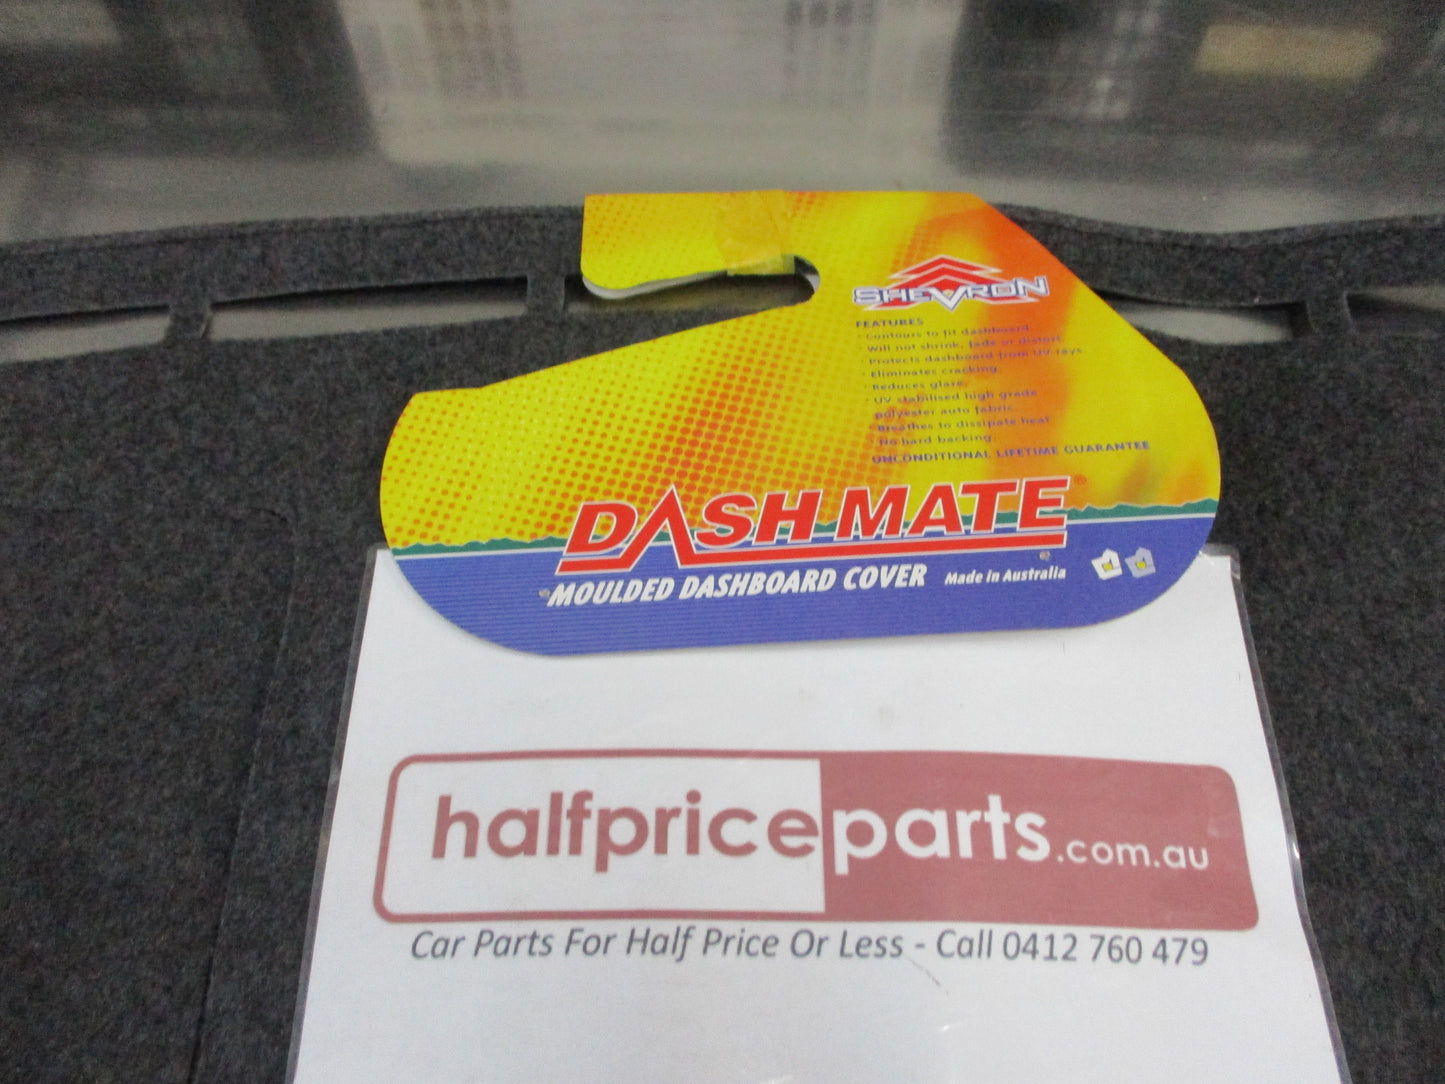 SHEVRON
FEATURES
· Contours to fit dashboard.
· Will not shrink, fade or distort.
· Protects dashboard from UV rays.
· Eliminates cracking.
· Reduces glare.
· UV stabilised high grade
polyester auto fabric.
· Breathes to dissipate heat.
· No hard backing.
UNCONDITIONAL LIFETIME GUARANTEE
DASH MATE®
MOULDED DASHBOARD COVER Made in Australia
halfpriceparts.com.au
Car Parts For Half Price Or Less - Call 0412 760 479